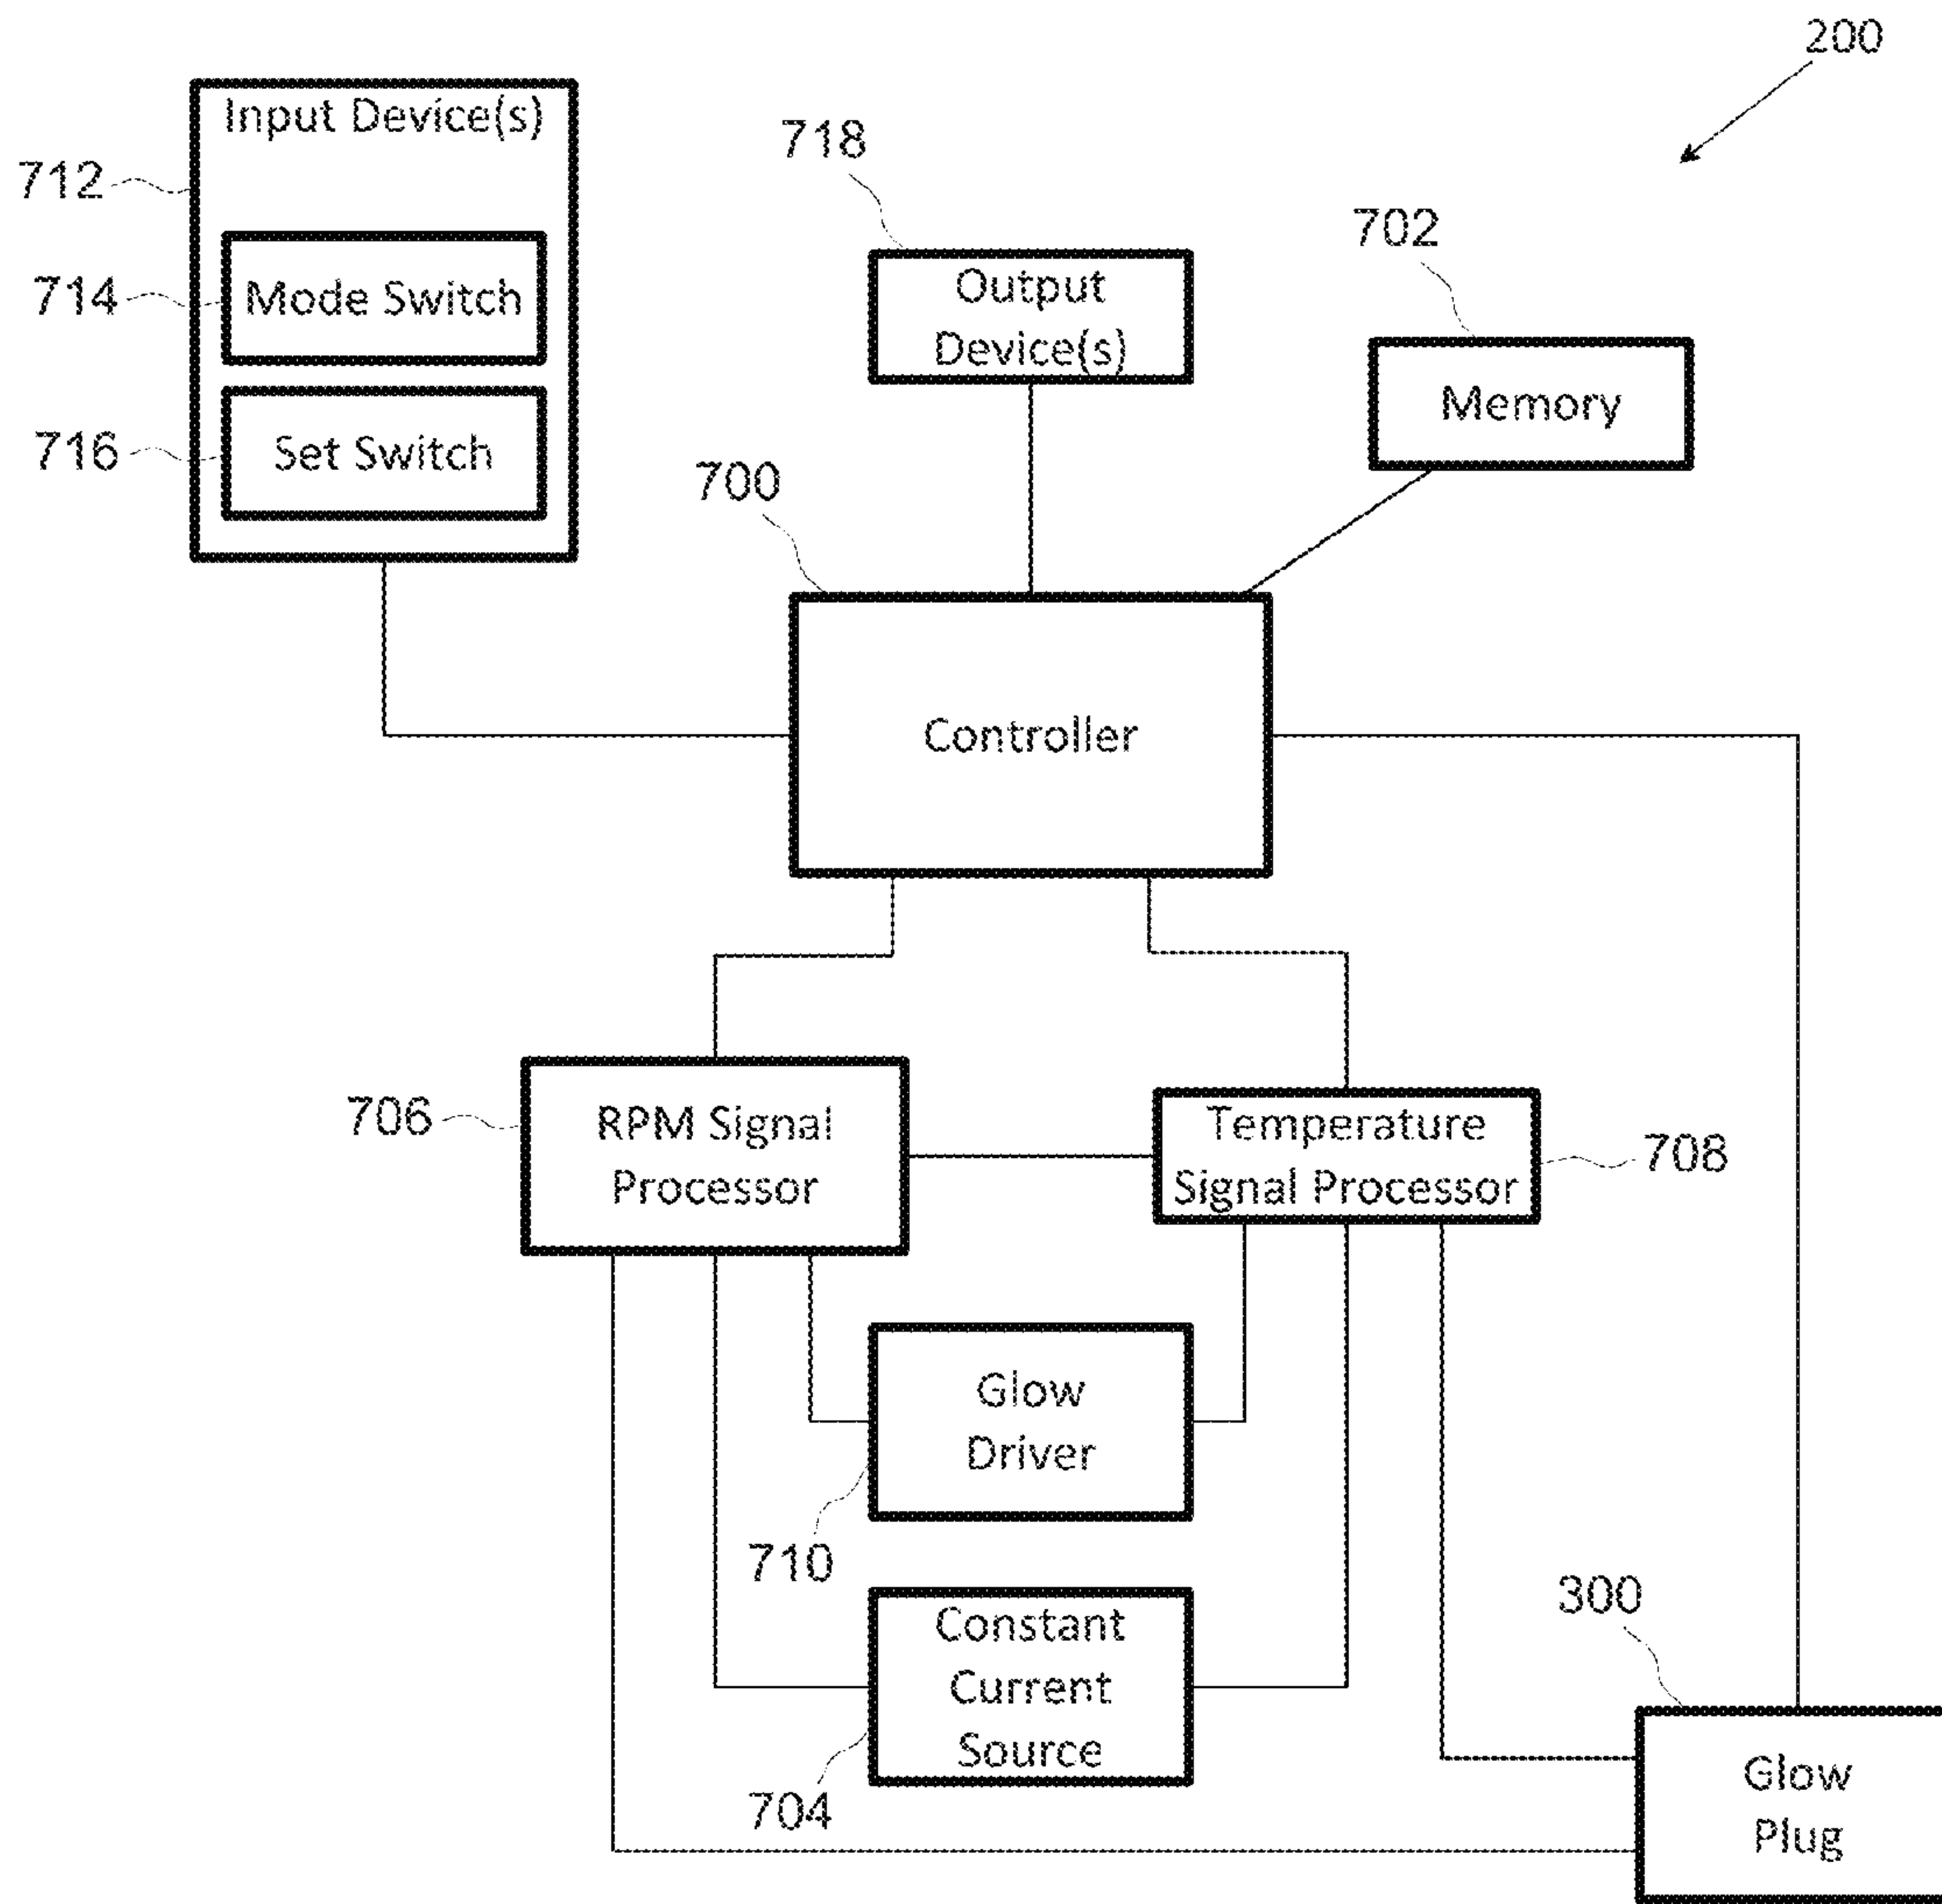 200
Input Device(s)
712
714
Mode Switch
716
Set Switch
718
Output
Device(s)
702
Memory
700
Controller
706
RPM Signal
Processor
Temperature
Signal Processor
708
Glow
Driver
710
Constant
Current
Source
704
300
Glow
Plug